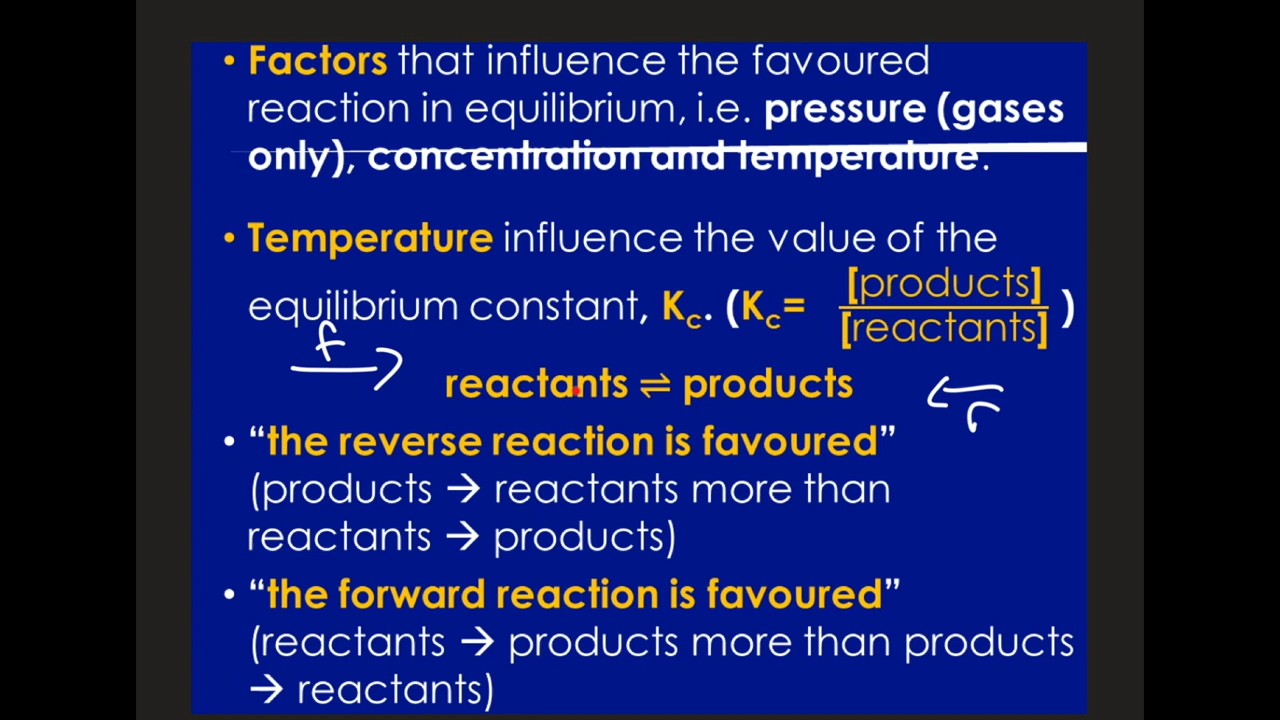 • Factors that influence the favoured
reaction in equilibrium, i.e. pressure (gases
only), concentration and temperature.
• Temperature influence the value of the
equilibrium constant, Kc. (Kc= [products] / [reactants] )
f
reactants ⇌ products
r
• “the reverse reaction is favoured”
(products → reactants more than
reactants → products)
• “the forward reaction is favoured”
(reactants → products more than products
→ reactants)